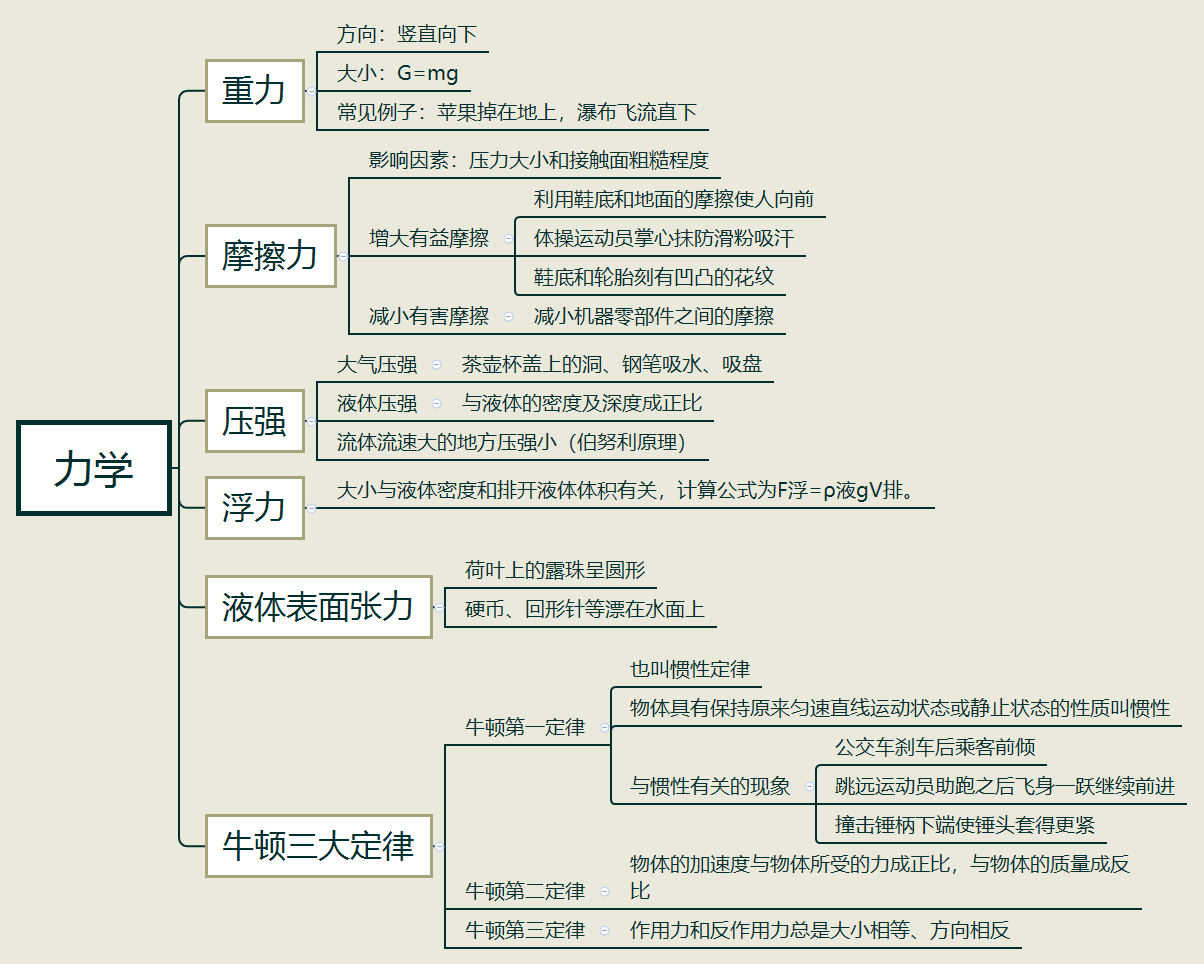 力学
重力
方向：竖直向下
大小：G=mg
常见例子：苹果掉在地上，瀑布飞流直下
摩擦力
影响因素：压力大小和接触面粗糙程度
增大有益摩擦
利用鞋底和地面的摩擦使人向前
体操运动员掌心抹防滑粉吸汗
鞋底和轮胎刻有凹凸的花纹
减小有害摩擦
减小机器零部件之间的摩擦
压强
大气压强
茶壶杯盖上的洞、钢笔吸水、吸盘
液体压强
与液体的密度及深度成正比
流体流速大的地方压强小（伯努利原理）
浮力
大小与液体密度和排开液体体积有关，计算公式为F浮=ρ液gV排。
液体表面张力
荷叶上的露珠呈圆形
硬币、回形针等漂在水面上
牛顿三大定律
牛顿第一定律
也叫惯性定律
物体具有保持原来匀速直线运动状态或静止状态的性质叫惯性
与惯性有关的现象
公交车刹车后乘客前倾
跳远运动员助跑之后飞身一跃继续前进
撞击锤柄下端使锤头套得更紧
牛顿第二定律
物体的加速度与物体所受的力成正比，与物体的质量成反
比
牛顿第三定律
作用力和反作用力总是大小相等、方向相反